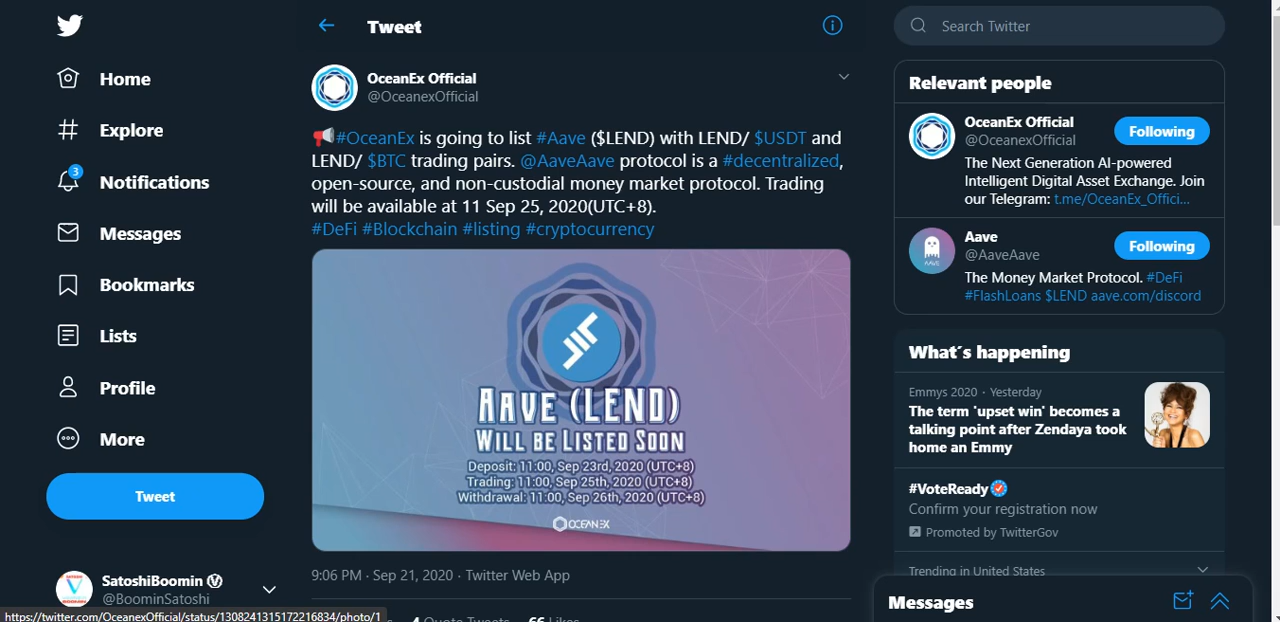 Home
Explore
3
Notifications
Messages
Bookmarks
Lists
Profile
More
Tweet
SatoshiBoomin
@BoominSatoshi
https://twitter.com/OceanexOfficial/status/1308241315172216834/photo/1
Tweet
OceanEx Official
@OceanexOfficial
#OceanEx is going to list #Aave ($LEND) with LEND/ $USDT and
LEND/ $BTC trading pairs. @AaveAave protocol is a #decentralized,
open-source, and non-custodial money market protocol. Trading
will be available at 11 Sep 25, 2020(UTC+8).
#DeFi #Blockchain #listing #cryptocurrency
Aave (LEND)
Will be Listed Soon
Deposit: 11:00, Sep 23rd, 2020 (UTC+8)
Trading: 11:00, Sep 25th, 2020 (UTC+8)
Withdrawal: 11:00, Sep 26th, 2020 (UTC+8)
OCEANEX
9:06 PM · Sep 21, 2020 · Twitter Web App
4 Quote Tweets 66 Likes
Search Twitter
Relevant people
OceanEx Official
@OceanexOfficial
Following
The Next Generation AI-powered
Intelligent Digital Asset Exchange. Join
our Telegram: t.me/OceanEx_Offici...
Aave
@AaveAave
Following
AAVE
The Money Market Protocol. #DeFi
#FlashLoans $LEND aave.com/discord
What's happening
Emmys 2020 · Yesterday
The term 'upset win' becomes a
talking point after Zendaya took
home an Emmy
#VoteReady
Confirm your registration now
Promoted by TwitterGov
Trending in United States
Messages